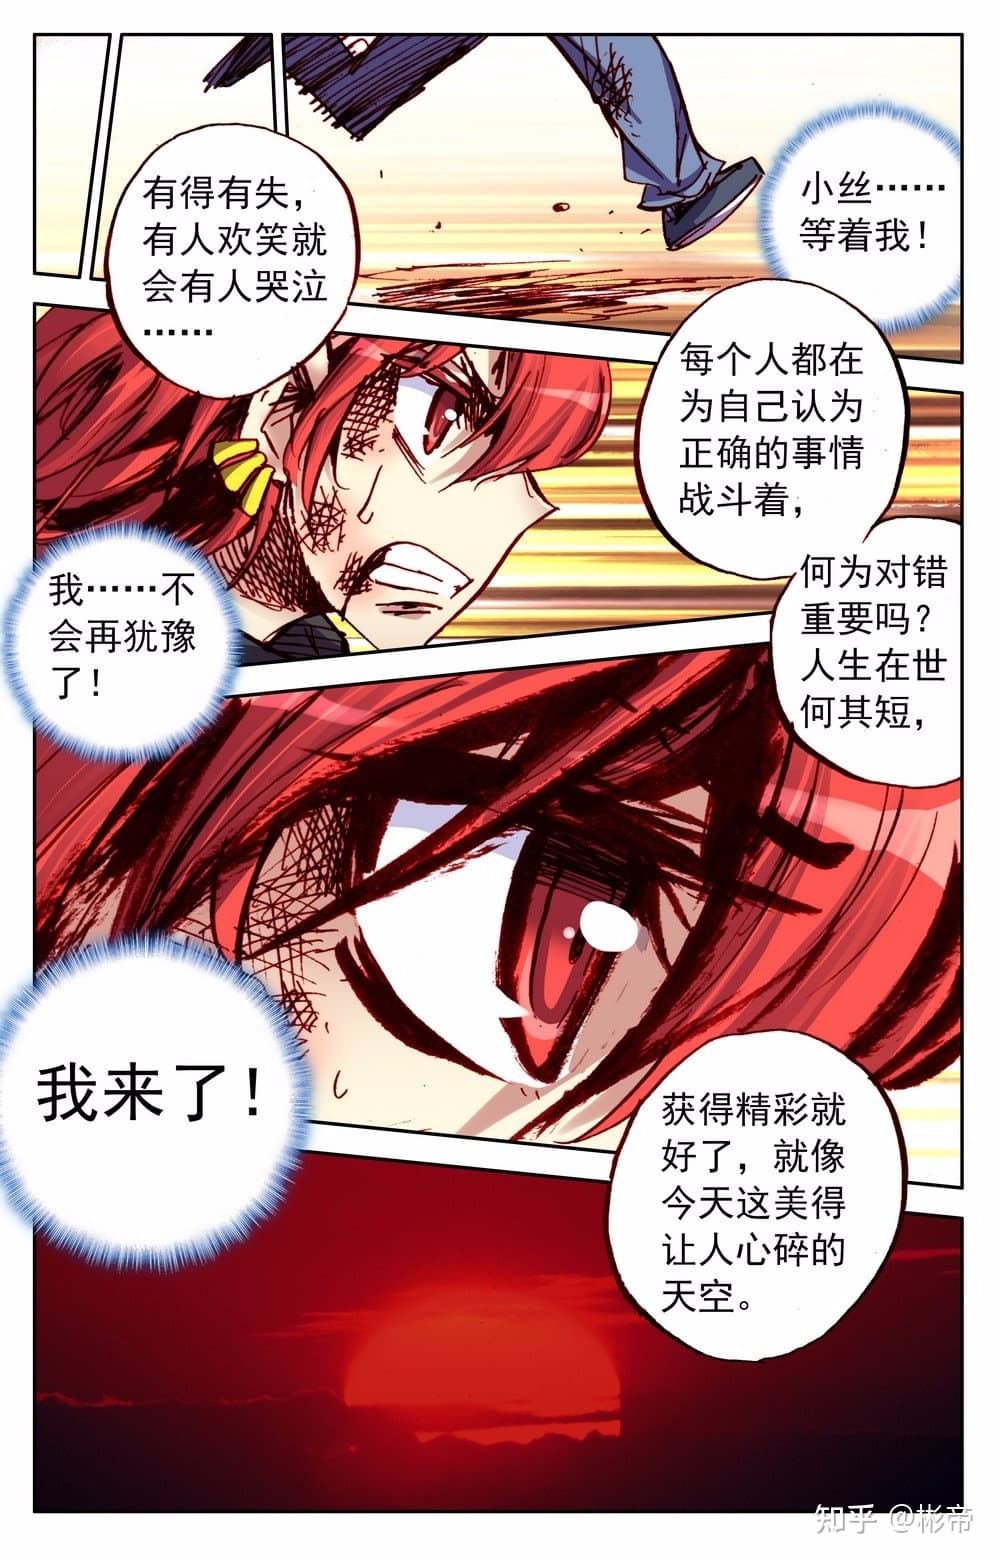 有得有失，
有人欢笑就
会有人哭泣
……
小丝……
等着我！
每个人都在
为自己认为
正确的事情
战斗着，
何为对错
重要吗？
人生在世
何其短，
我……不
会再犹豫
了！
我来了！
获得精彩就
好了，就像
今天这美得
让人心碎的
天空。
知乎 @彬帝